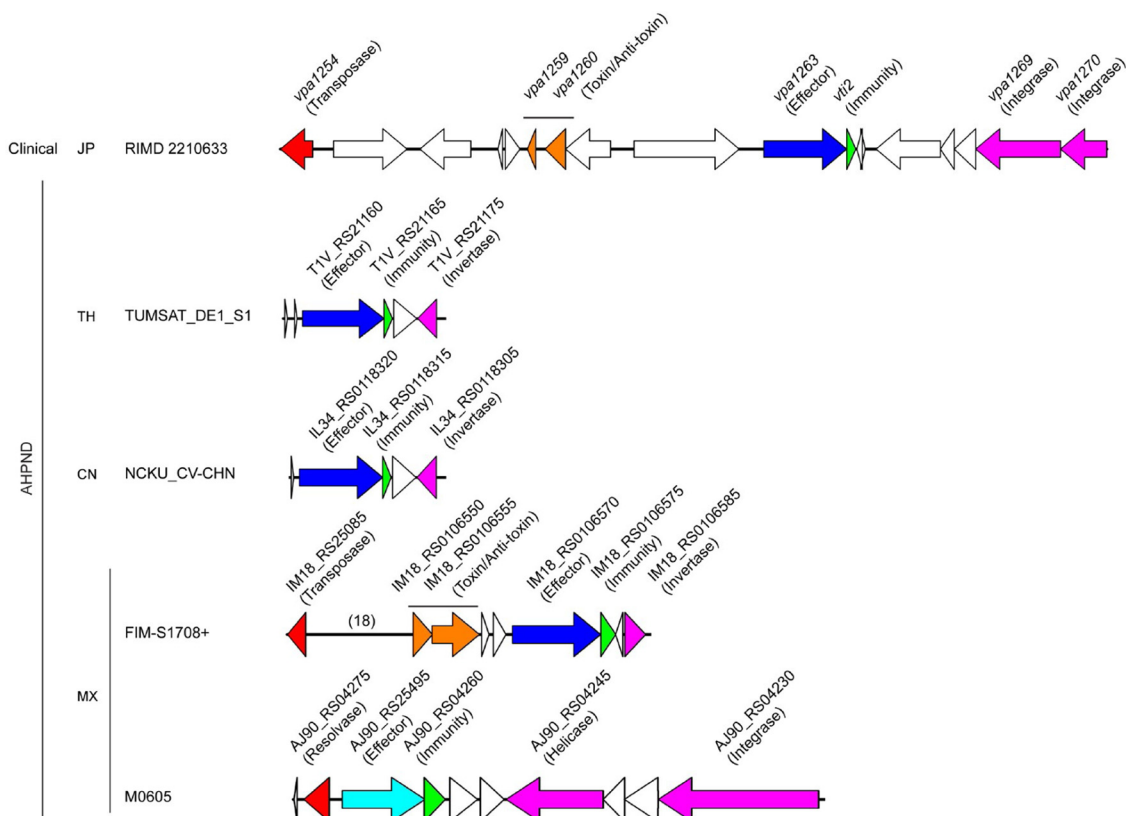 vpa1254
(Transposase)
vpa1259
vpa1260
(Toxin/Anti-toxin)
vpa1263
(Effector)
vti2
(Immunity)
vpa1269
(Integrase)
vpa1270
(Integrase)
Clinical JP RIMD 2210633
T1V_RS21160
(Effector)
T1V_RS21165
(Immunity)
T1V_RS21175
(Invertase)
TH TUMSAT_DE1_S1
IL34_RS0118320
(Effector)
IL34_RS0118315
(Immunity)
IL34_RS0118305
(Invertase)
AHPND
CN NCKU_CV-CHN
IM18_RS25085
(Transposase)
IM18_RS0106550
IM18_RS0106555
(Toxin/Anti-toxin)
IM18_RS0106570
(Effector)
IM18_RS0106575
(Immunity)
IM18_RS0106585
(Invertase)
FIM-S1708+
(18)
MX
AJ90_RS04275
(Resolvase)
AJ90_RS25495
(Effector)
AJ90_RS04260
(Immunity)
AJ90_RS04245
(Helicase)
AJ90_RS04230
(Integrase)
M0605